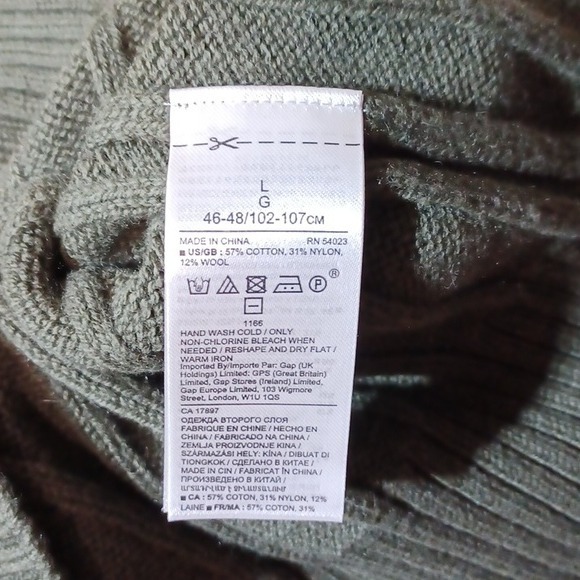 L
G
46-48/102-107CM
MADE IN CHINA RN 54023
■ US/GB : 57% COTTON, 31% NYLON,
12% WOOL
P ®
1166
HAND WASH COLD / ONLY
NON-CHLORINE BLEACH WHEN
NEEDED / RESHAPE AND DRY FLAT /
WARM IRON
Imported By/Importe Par: Gap (UK
Holdings) Limited: GPS (Great Britain)
Limited, Gap Stores (Ireland) Limited,
Gap Europe Limited, 103 Wigmore
Street, London, W1U 1QS
CA 17897
ОДЕЖДА ВТОРОГО СЛОЯ
FABRIQUE EN CHINE / HECHO EN
CHINA / FABRICADO NA CHINA /
ZEMLJA PROIZVODNJE KINA /
SZÁRMAZÁSI HELY: KÍNA / DIBUAT DI
TIONGKOK / СДЕЛАНО В КИТАЕ /
MADE IN CIN / FABRICAT ÎN CHINA /
ПРОИЗВЕДЕНО В КИТАЙ /
■ CA : 57% COTON, 31% NYLON, 12%
LAINE ■ FR/MA : 57% COTON, 31%